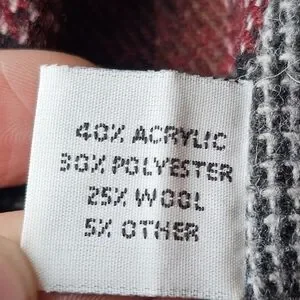 40% ACRYLIC
30% POLYESTER
25% WOOL
5% OTHER